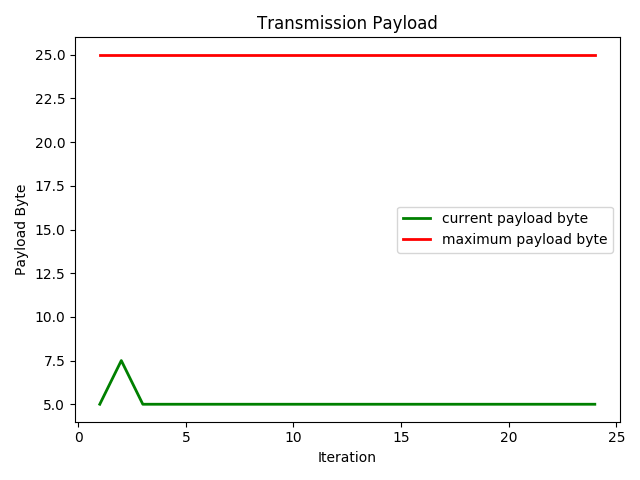 Transmission Payload
25.0
22.5
20.0
17.5
15.0
12.5
10.0
7.5
5.0
Payload Byte
current payload byte
maximum payload byte
0 5 10 15 20 25
Iteration